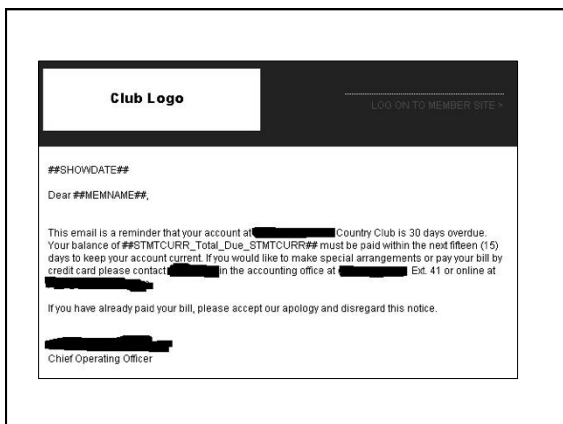 Club Logo
LOG ON TO MEMBER SITE >
##SHOWDATE##
Dear ##MEMNAME##,
This email is a reminder that your account at Country Club is 30 days overdue.
Your balance of ##STMTCURR_Total_Due_STMTCURR## must be paid within the next fifteen (15)
days to keep your account current. If you would like to make special arrangements or pay your bill by
credit card please contact in the accounting office at Ext. 41 or online at
If you have already paid your bill, please accept our apology and disregard this notice.
Chief Operating Officer